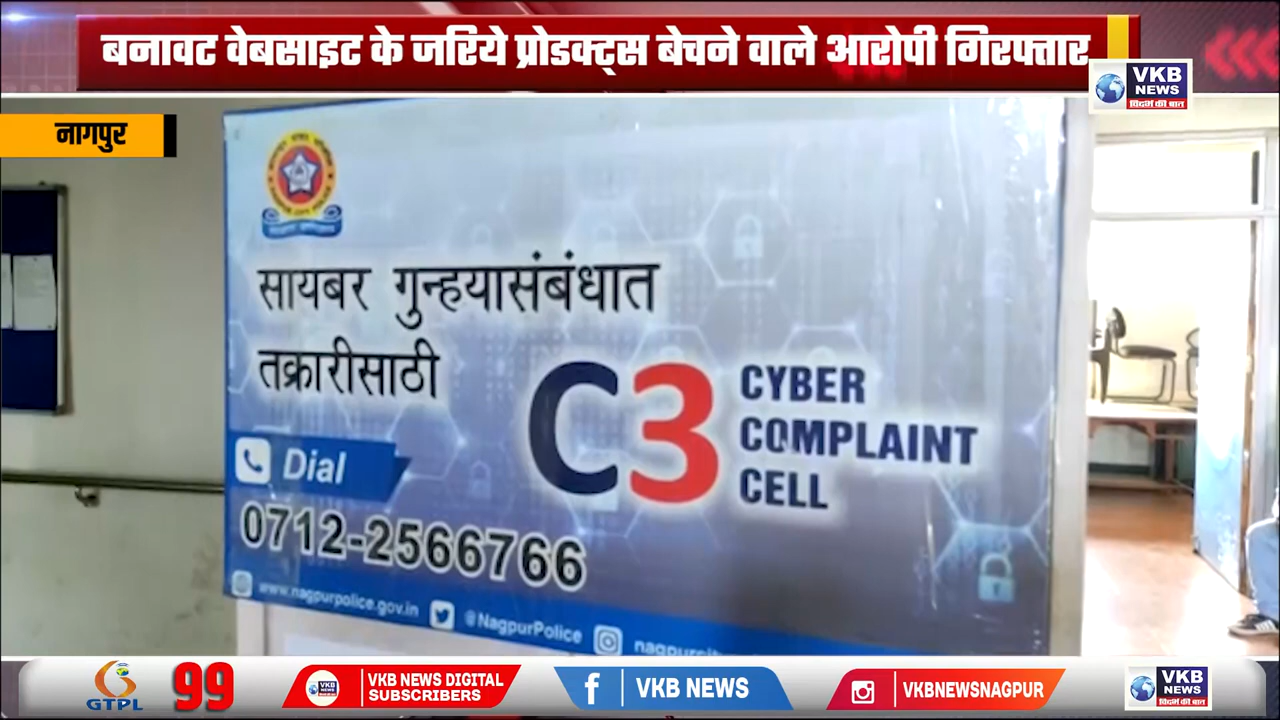 बनावट वेबसाइट के जरिये प्रोडक्ट्स बेचने वाले आरोपी गिरफ्तार
VKB
NEWS
विदर्भ की बात
नागपुर
सायबर गुन्हयासंबंधात
तक्रारीसाठी
C3
CYBER
COMPLAINT
CELL
Dial
0712-2566766
www.nagpurpolice.gov.in
@NagpurPolice
GTPL
99
VKB NEWS DIGITAL
SUBSCRIBERS
VKB NEWS
VKBNEWSNAGPUR
VKB
NEWS
विदर्भ की बात